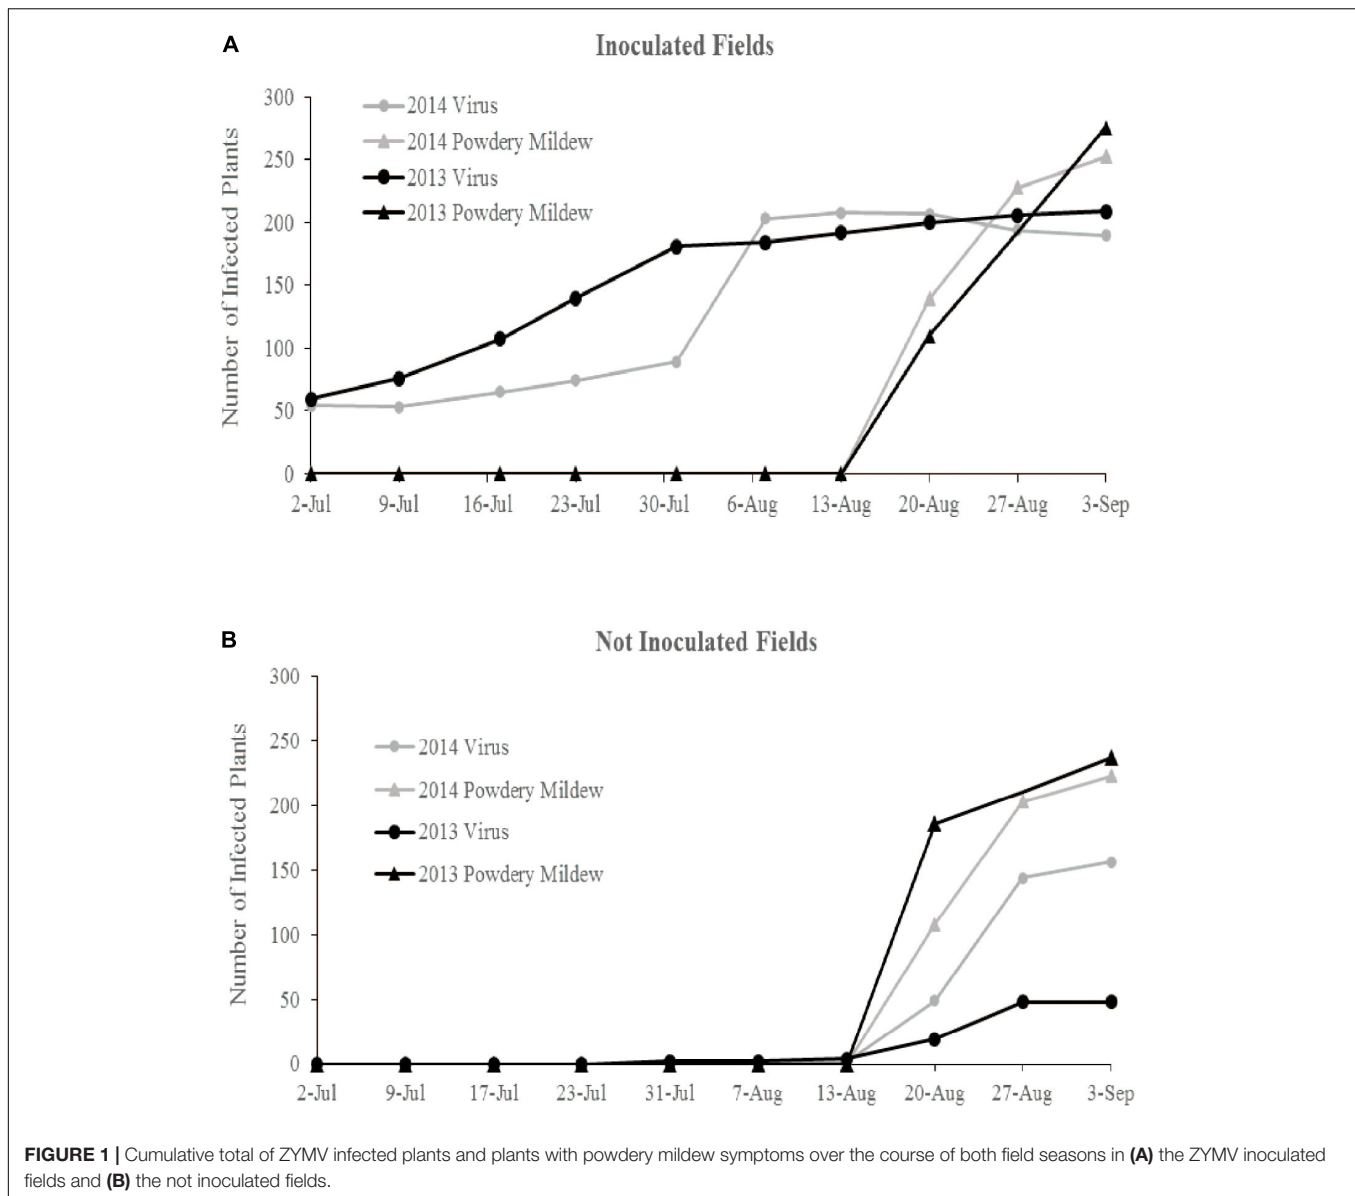 A
Inoculated Fields
300
250
200
150
100
50
0
Number of Infected Plants
2014 Virus
2014 Powdery Mildew
2013 Virus
2013 Powdery Mildew
2-Jul 9-Jul 16-Jul 23-Jul 30-Jul 6-Aug 13-Aug 20-Aug 27-Aug 3-Sep
B
Not Inoculated Fields
300
250
200
150
100
50
0
Number of Infected Plants
2014 Virus
2014 Powdery Mildew
2013 Virus
2013 Powdery Mildew
2-Jul 9-Jul 17-Jul 23-Jul 31-Jul 7-Aug 13-Aug 20-Aug 27-Aug 3-Sep
FIGURE 1 | Cumulative total of ZYMV infected plants and plants with powdery mildew symptoms over the course of both field seasons in (A) the ZYMV inoculated
fields and (B) the not inoculated fields.